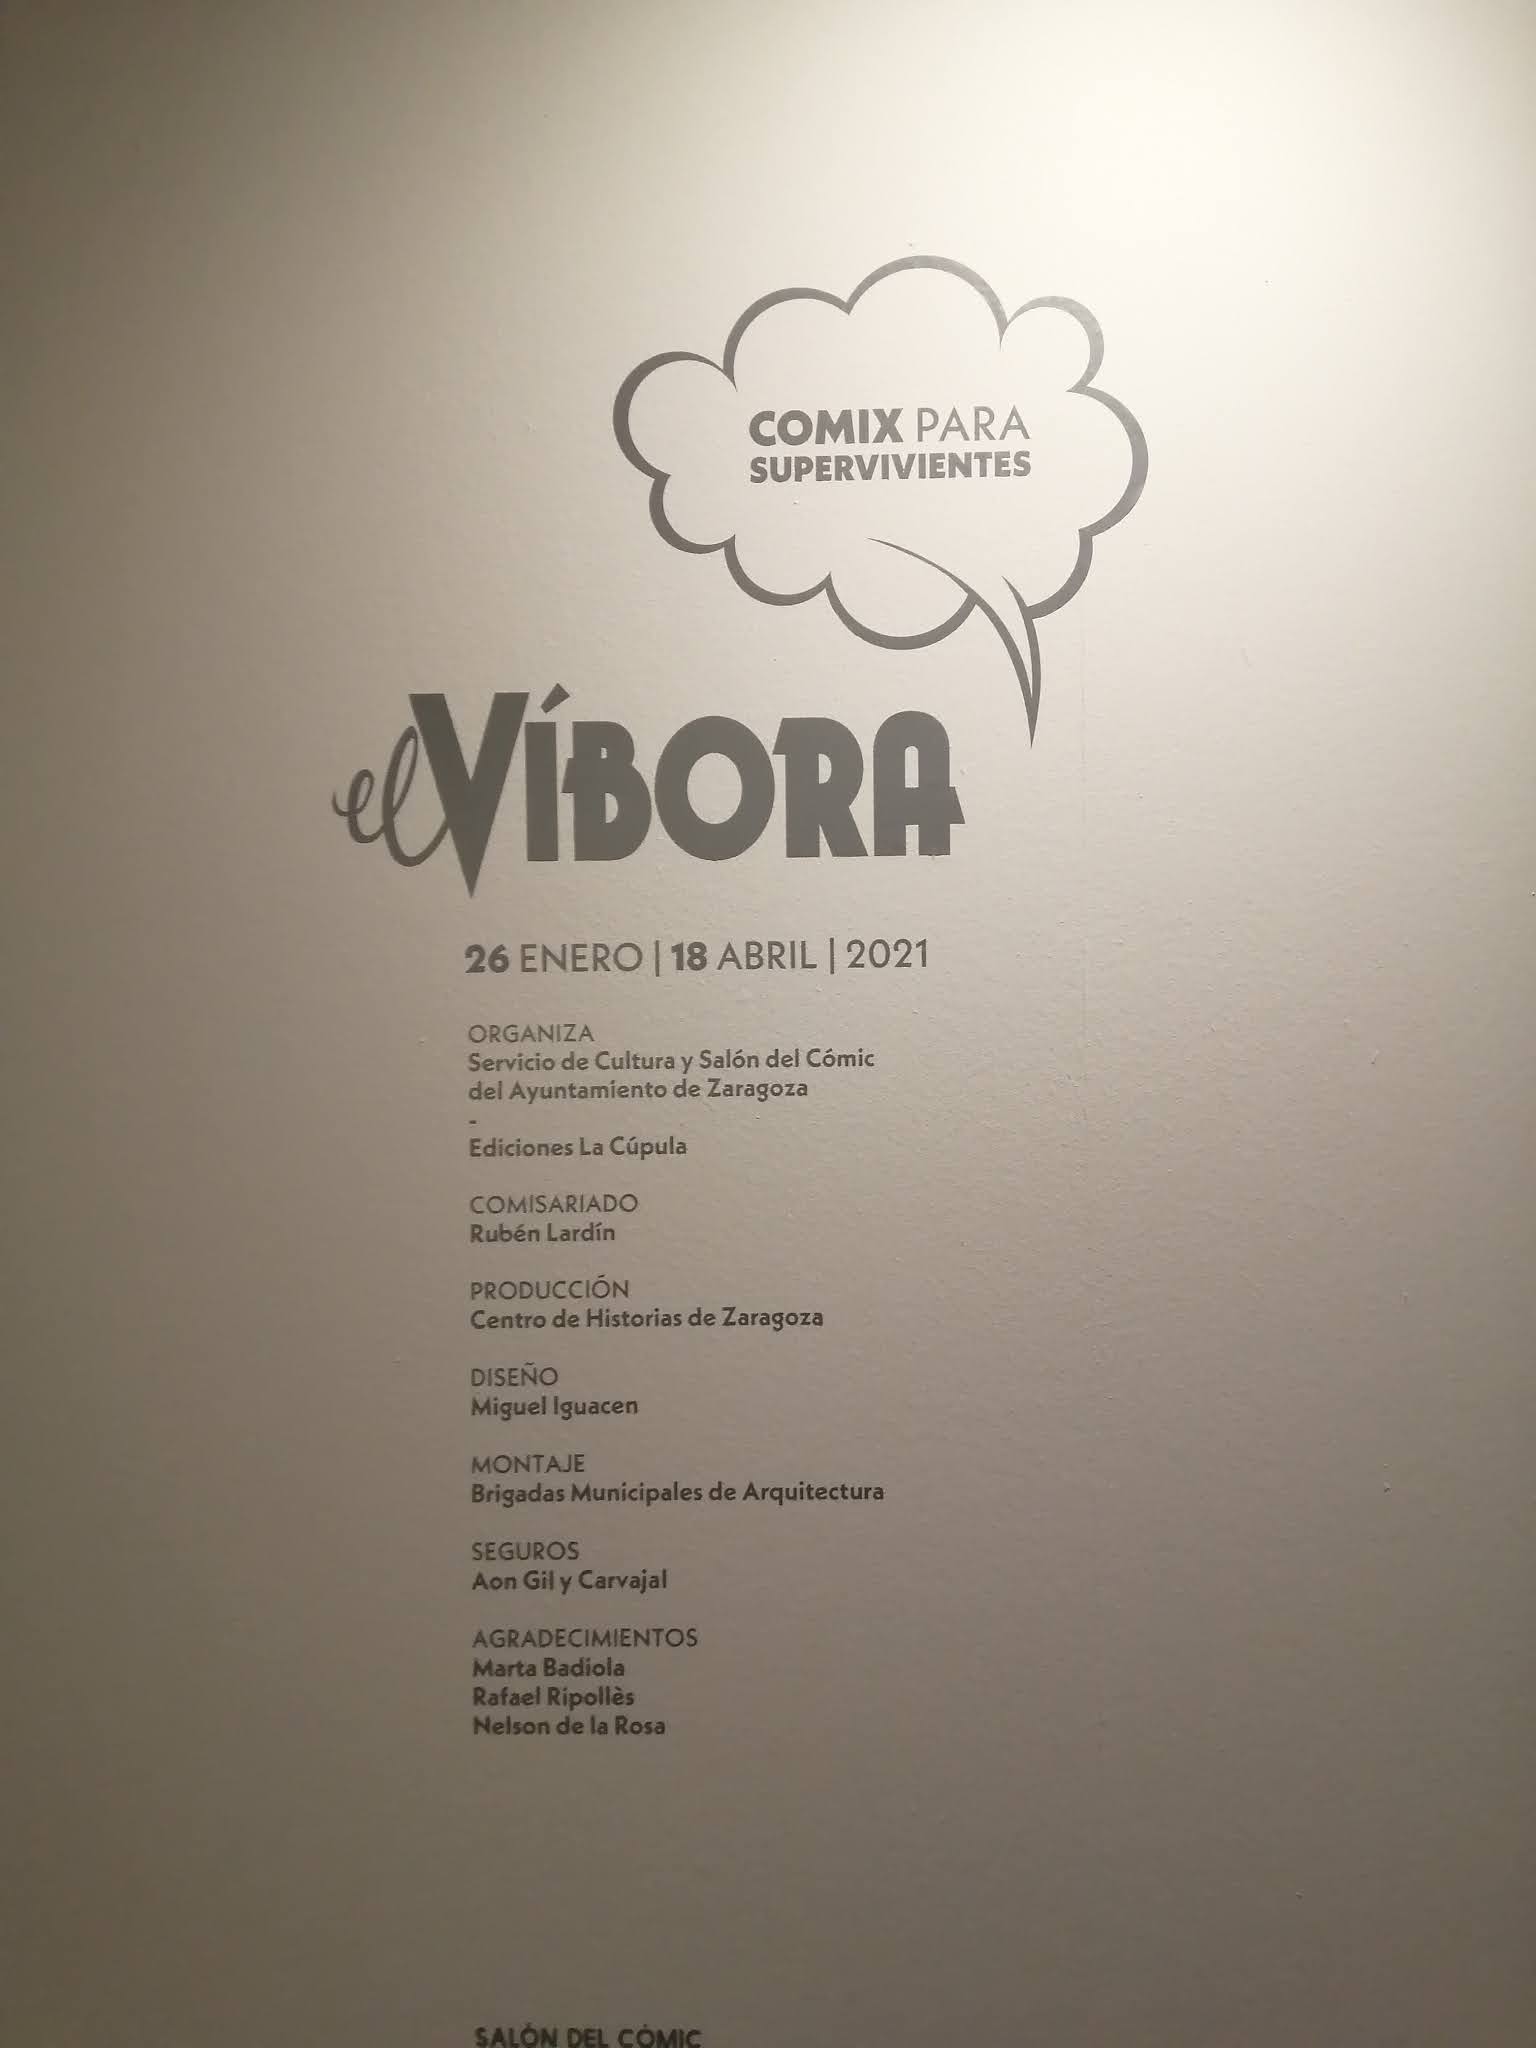 COMIX PARA
SUPERVIVIENTES
el VÍBORA
26 ENERO | 18 ABRIL | 2021
ORGANIZA
Servicio de Cultura y Salón del Cómic
del Ayuntamiento de Zaragoza
-
Ediciones La Cúpula
COMISARIADO
Rubén Lardín
PRODUCCIÓN
Centro de Historias de Zaragoza
DISEÑO
Miguel Iguacen
MONTAJE
Brigadas Municipales de Arquitectura
SEGUROS
Aon Gil y Carvajal
AGRADECIMIENTOS
Marta Badiola
Rafael Ripollès
Nelson de la Rosa
SALÓN DEL CÓMIC